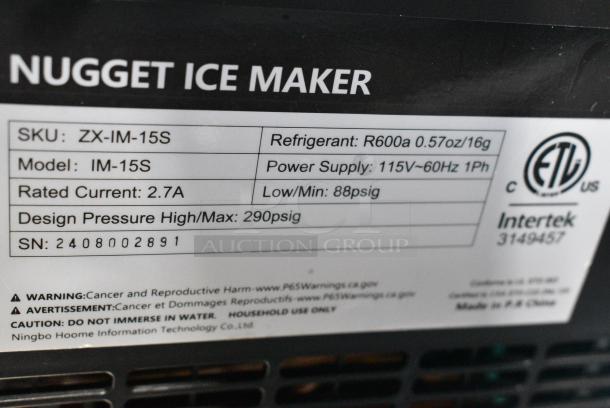 NUGGET ICE MAKER
SKU: ZX-IM-15S
Refrigerant: R600a 0.57oz/16g
Model: IM-15S
Power Supply: 115V~60Hz 1Ph
Rated Current: 2.7A
Low/Min: 88psig
Design Pressure High/Max: 290psig
SN: 2408002891
C ETL US
Intertek
3149457
AUCTION GROUP
WARNING:Cancer and Reproductive Harm-www.P65Warnings.ca.gov
AVERTISSEMENT:Cancer et Dommages Reproductifs-www.P65Warnings.ca.gov
CAUTION: DO NOT IMMERSE IN WATER. HOUSEHOLD USE ONLY
Ningbo Hoome Information Technology Co.,Ltd.
Made in P.R China